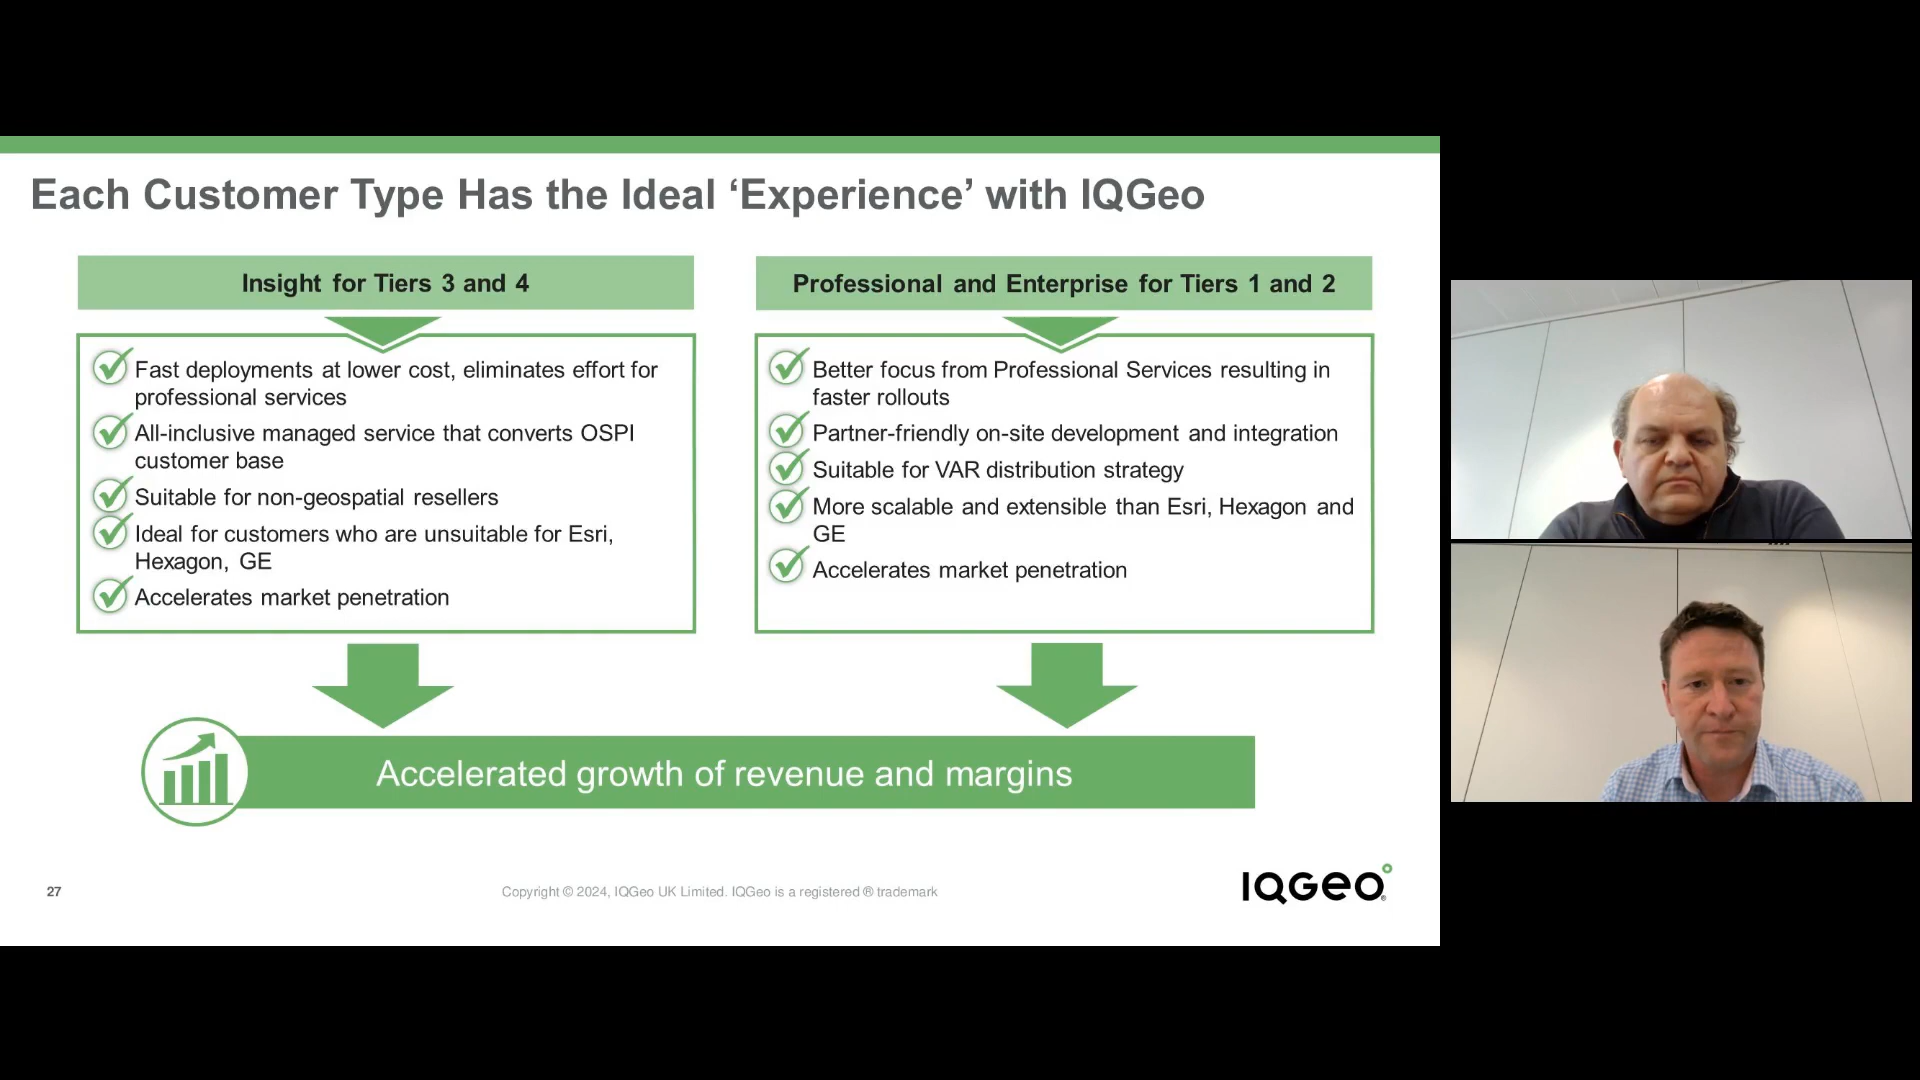 Each Customer Type Has the Ideal ‘Experience’ with IQGeo
Insight for Tiers 3 and 4
Fast deployments at lower cost, eliminates effort for
professional services
All-inclusive managed service that converts OSPI
customer base
Suitable for non-geospatial resellers
Ideal for customers who are unsuitable for Esri,
Hexagon, GE
Accelerates market penetration
Professional and Enterprise for Tiers 1 and 2
Better focus from Professional Services resulting in
faster rollouts
Partner-friendly on-site development and integration
Suitable for VAR distribution strategy
More scalable and extensible than Esri, Hexagon and
GE
Accelerates market penetration
Accelerated growth of revenue and margins
27
Copyright © 2024, IQGeo UK Limited. IQGeo is a registered ® trademark
IQGeo®